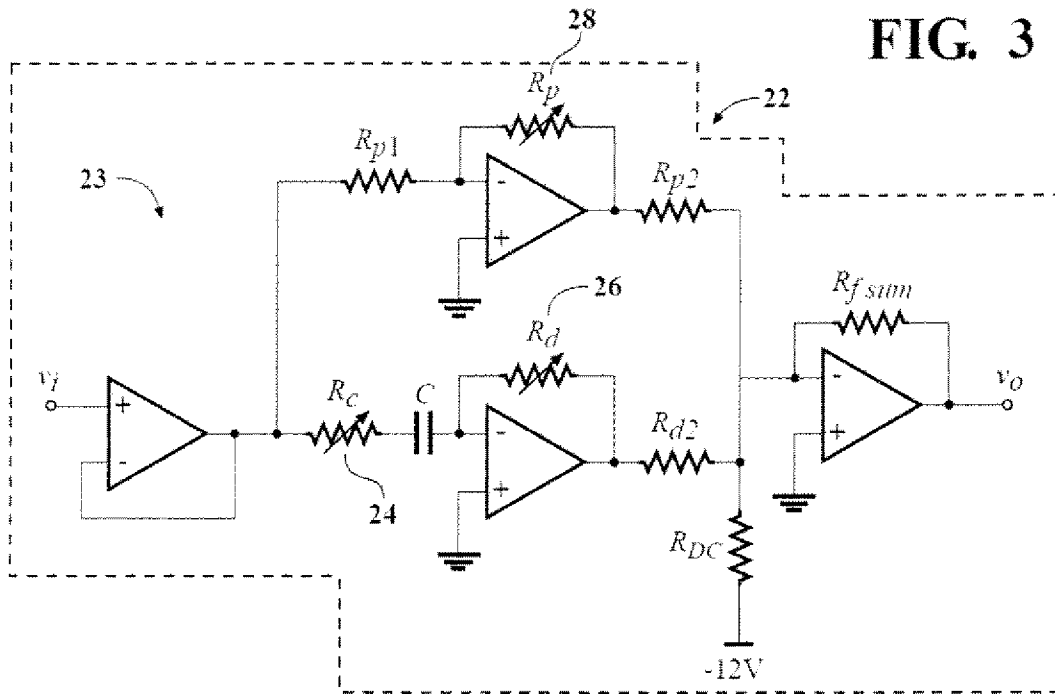 FIG. 3
28
22
Rp
Rp1
Rp2
23
-
+
26
Rf sum
Rd
vi
Rc
C
vo
+
-
-
+
-
+
Rd2
24
RDC
-12V